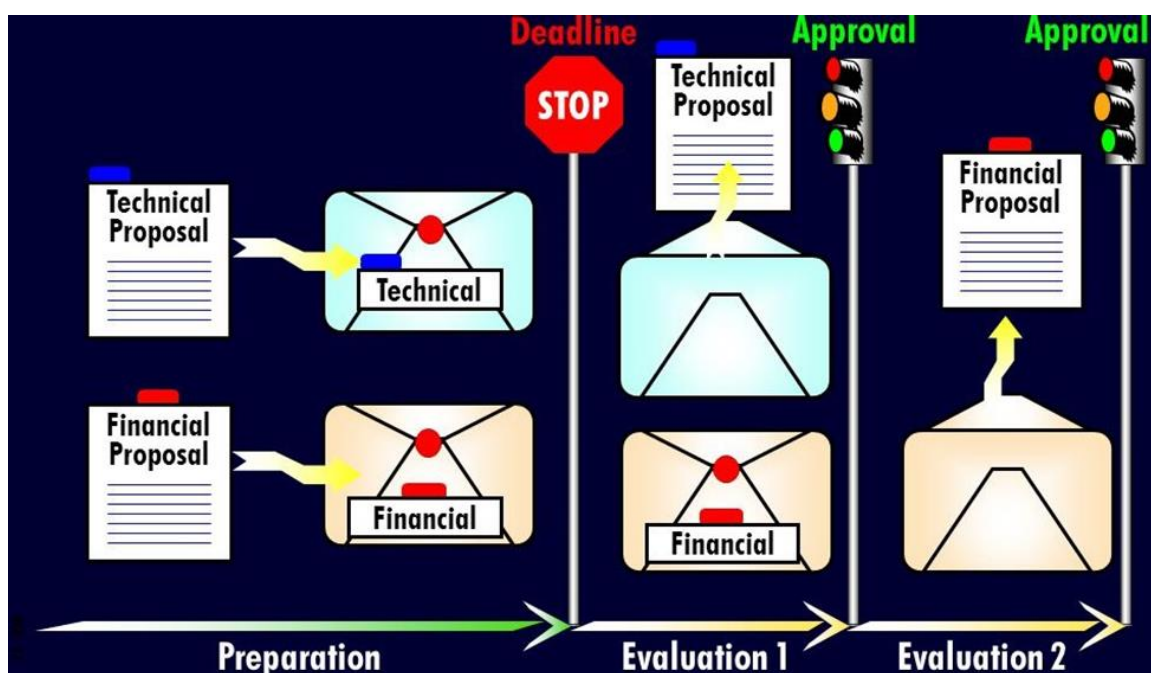 Deadline
STOP
Approval
Approval
Technical
Proposal
Technical
Proposal
Technical
Financial
Proposal
Financial
Proposal
Financial
Financial
Preparation
Evaluation 1
Evaluation 2